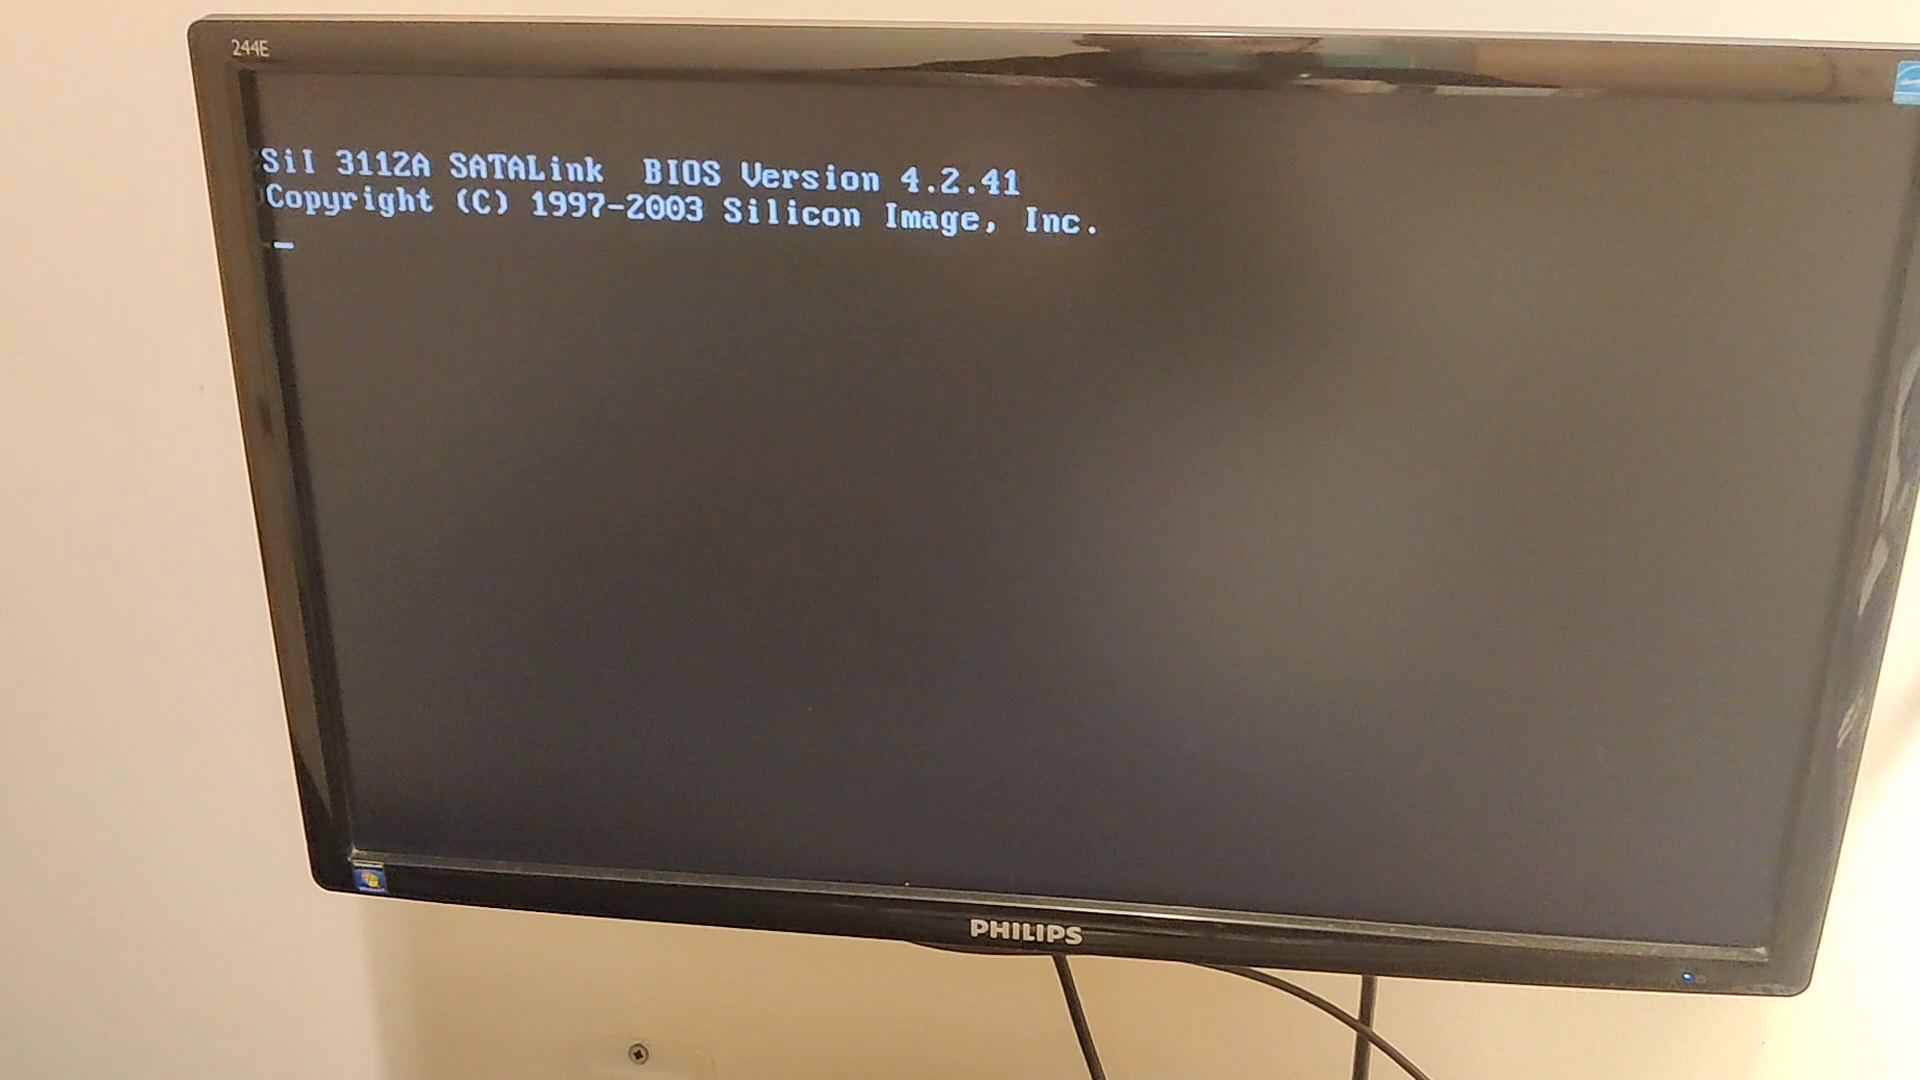 244E
SiI 3112A SATALink  BIOS Version 4.2.41
Copyright (C) 1997-2003 Silicon Image, Inc.
PHILIPS